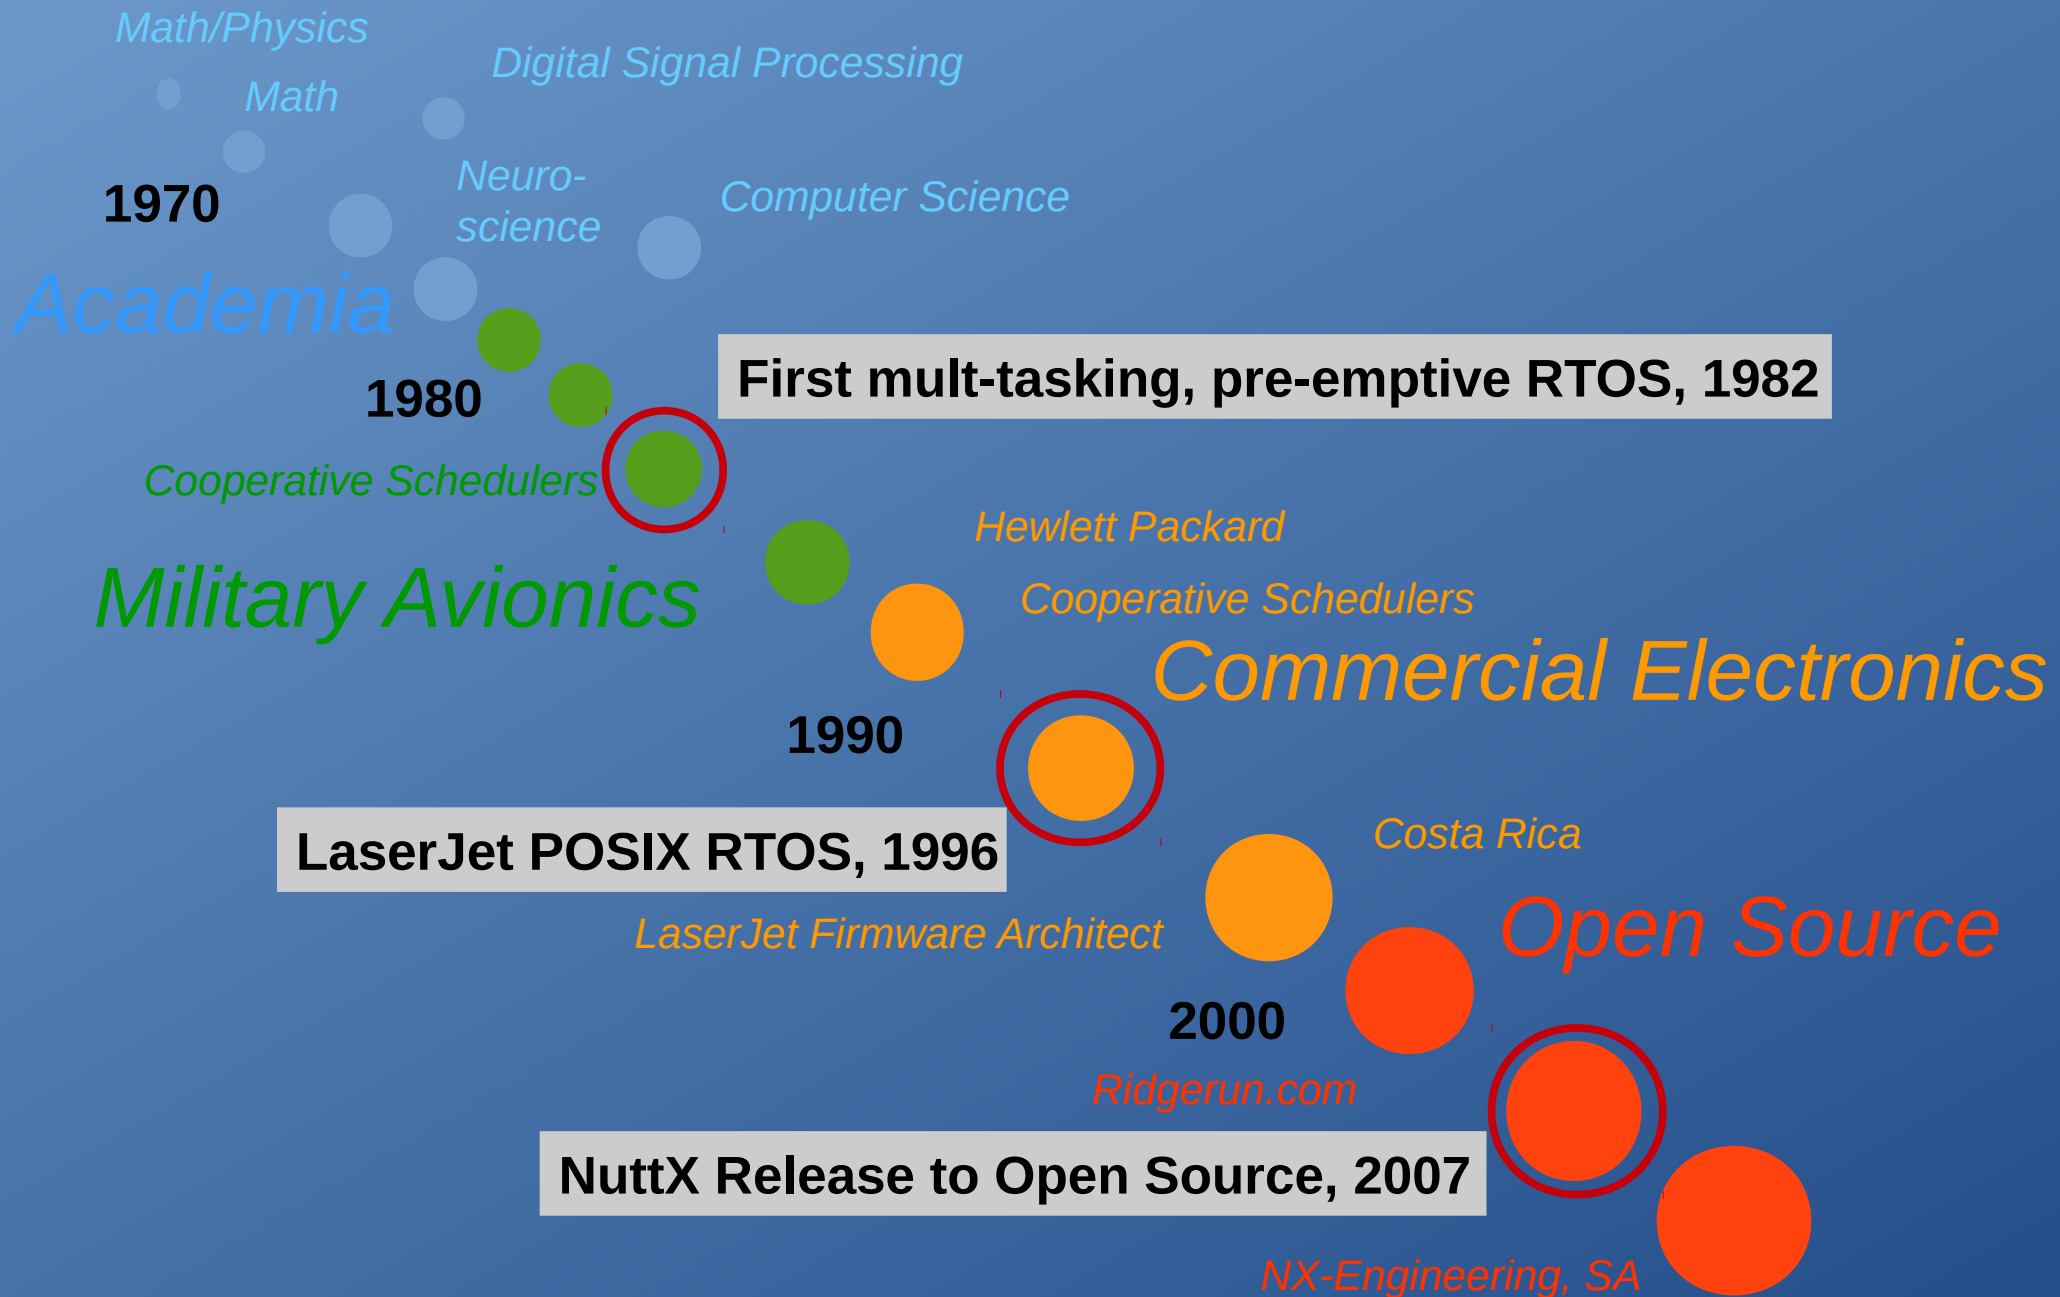 Math/Physics
Digital Signal Processing
Math
Neuro-
science
Computer Science
1970
Academia
First mult-tasking, pre-emptive RTOS, 1982
1980
Cooperative Schedulers
Hewlett Packard
Military Avionics
Cooperative Schedulers
Commercial Electronics
1990
LaserJet POSIX RTOS, 1996
Costa Rica
LaserJet Firmware Architect
Open Source
2000
Ridgerun.com
NuttX Release to Open Source, 2007
NX-Engineering, SA